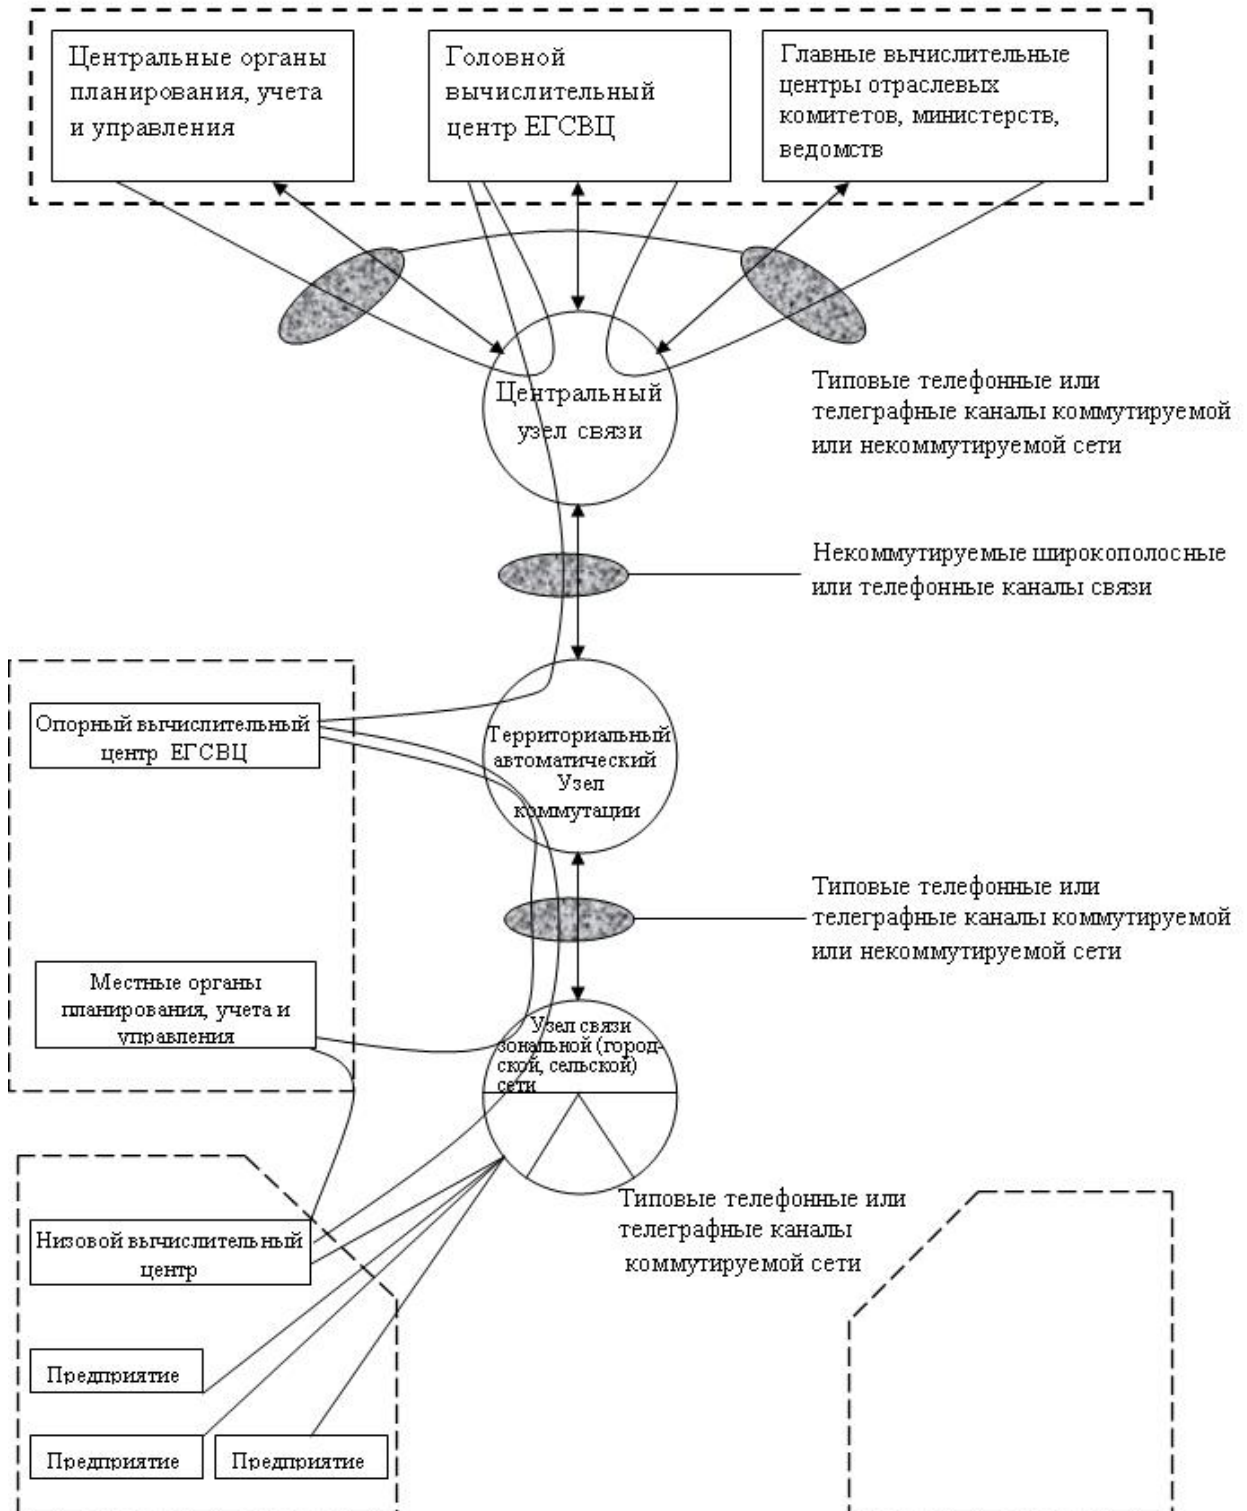 Центральные органы
планирования, учета
и управления
Головной
вычислительный
центр ЕГСВЦ
Главные вычислительные
центры отраслевых
комитетов, министерств,
ведомств
Центральный
узел связи
Типовые телефонные или
телеграфные каналы коммутируемой
или некоммутируемой сети
Некоммутируемые широкополосные
или телефонные каналы связи
Опорный вычислительный
центр ЕГСВЦ
Территориальный
автоматический
Узел
коммутации
Типовые телефонные или
телеграфные каналы коммутируемой
или некоммутируемой сети
Местные органы
планирования, учета и
управления
Узел связи
зональной (город-
ской, сельской)
сети
Типовые телефонные или
телеграфные каналы
коммутируемой сети
Низовой вычислительный
центр
Предприятие
Предприятие
Предприятие